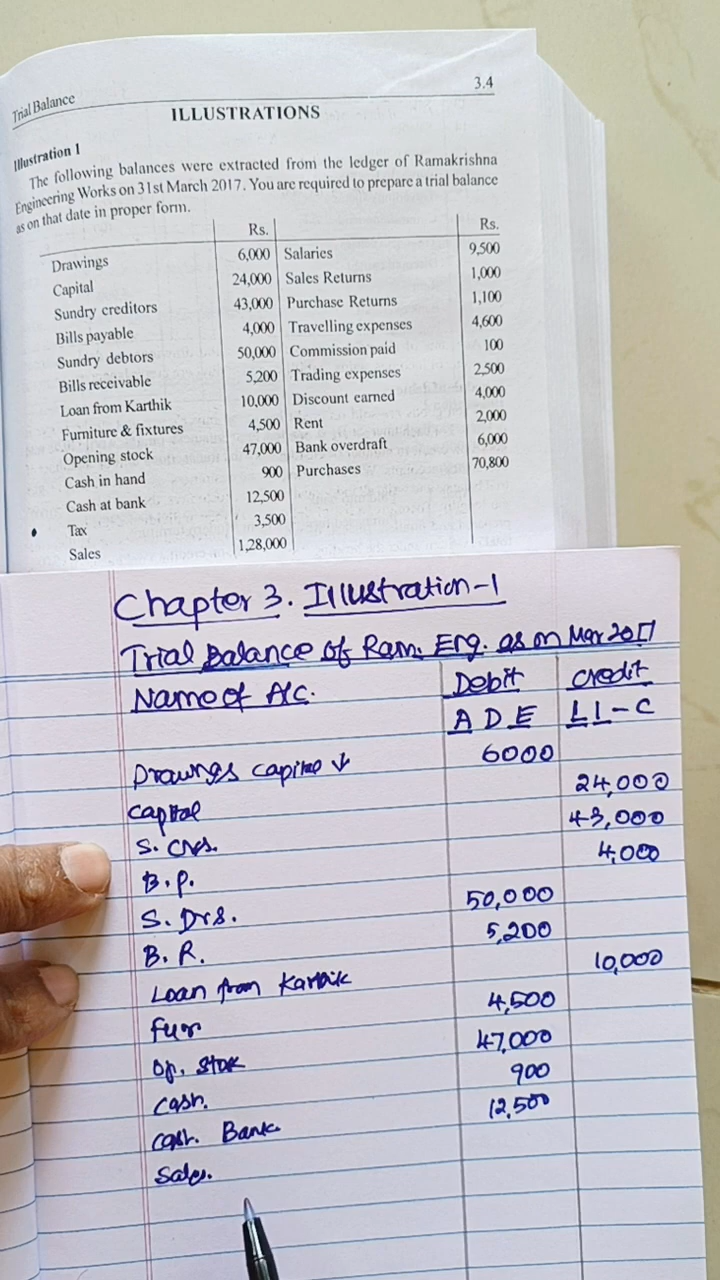 Trial Balance 3.4
ILLUSTRATIONS
Illustration 1
The following balances were extracted from the ledger of Ramakrishna
Engineering Works on 31st March 2017. You are required to prepare a trial balance
as on that date in proper form.
Rs. Rs.
Drawings 6,000 Salaries 9,500
Capital 24,000 Sales Returns 1,000
Sundry creditors 43,000 Purchase Returns 1,100
Bills payable 4,000 Travelling expenses 4,600
Sundry debtors 50,000 Commission paid 100
Bills receivable 5,200 Trading expenses 2,500
Loan from Karthik 10,000 Discount earned 4,000
Furniture & fixtures 4,500 Rent 2,000
Opening stock 47,000 Bank overdraft 6,000
Cash in hand 900 Purchases 70,800
Cash at bank 12,500
Tax 3,500
Sales 1,28,000
Chapter 3. Illustration-1
Trial Balance of Ram. Eng. as on Mar 2017
Name of A/c. Debit Credit
A D E L I - C
Drawings capital ↓ 6000
Capital 24,000
S. Crs. 43,000
B.P. 4,000
S. Drs. 50,000
B.R. 5,200
Loan from Karthik 10,000
furn 4,500
Op. Stok 47,000
Cash. 900
Cash. Bank. 12,500
Sales.